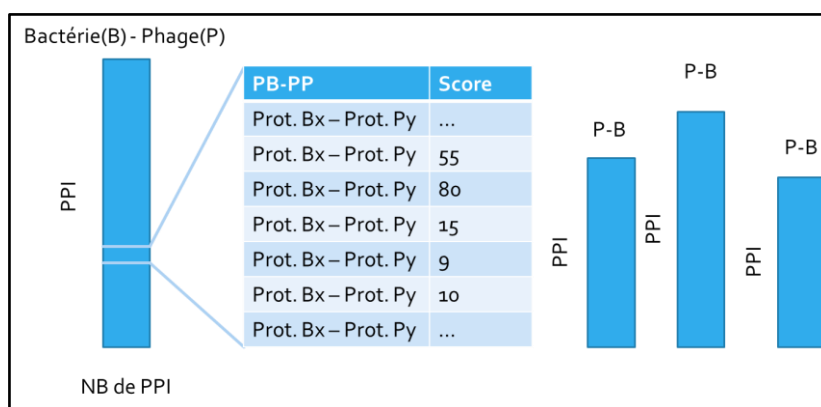 Bactérie(B) - Phage(P)
PPI
NB de PPI
PB-PP Score
Prot. Bx – Prot. Py ...
Prot. Bx – Prot. Py 55
Prot. Bx – Prot. Py 80
Prot. Bx – Prot. Py 15
Prot. Bx – Prot. Py 9
Prot. Bx – Prot. Py 10
Prot. Bx – Prot. Py ...
P-B
PPI
P-B
PPI
P-B
PPI